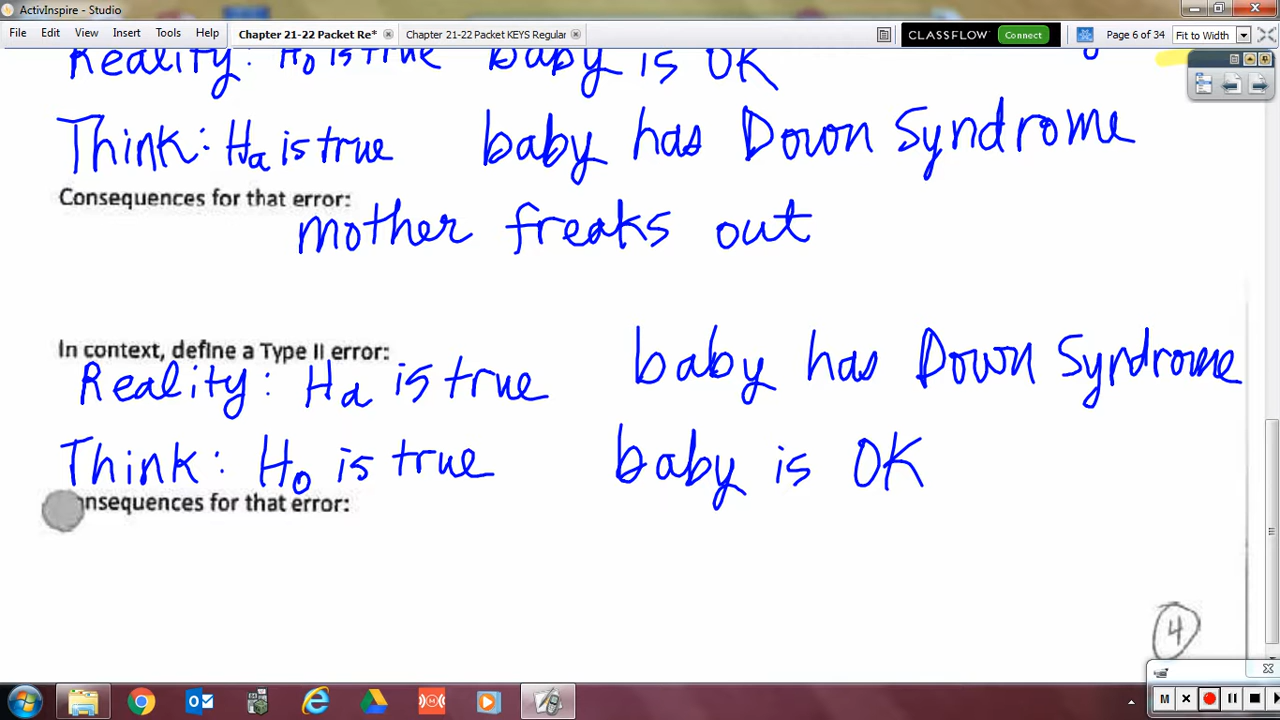 ActivInspire - Studio
File Edit View Insert Tools Help Chapter 21-22 Packet Re* Chapter 21-22 Packet KEYS Regular CLASSFLOW Connect Page 6 of 34 Fit to Width
Reality: Ho is true baby is OK
Think: Ha is true baby has Down Syndrome
Consequences for that error:
mother freaks out
In context, define a Type II error:
Reality: Ha is true baby has Down Syndrome
Think: Ho is true baby is OK
onsequences for that error:
4
M